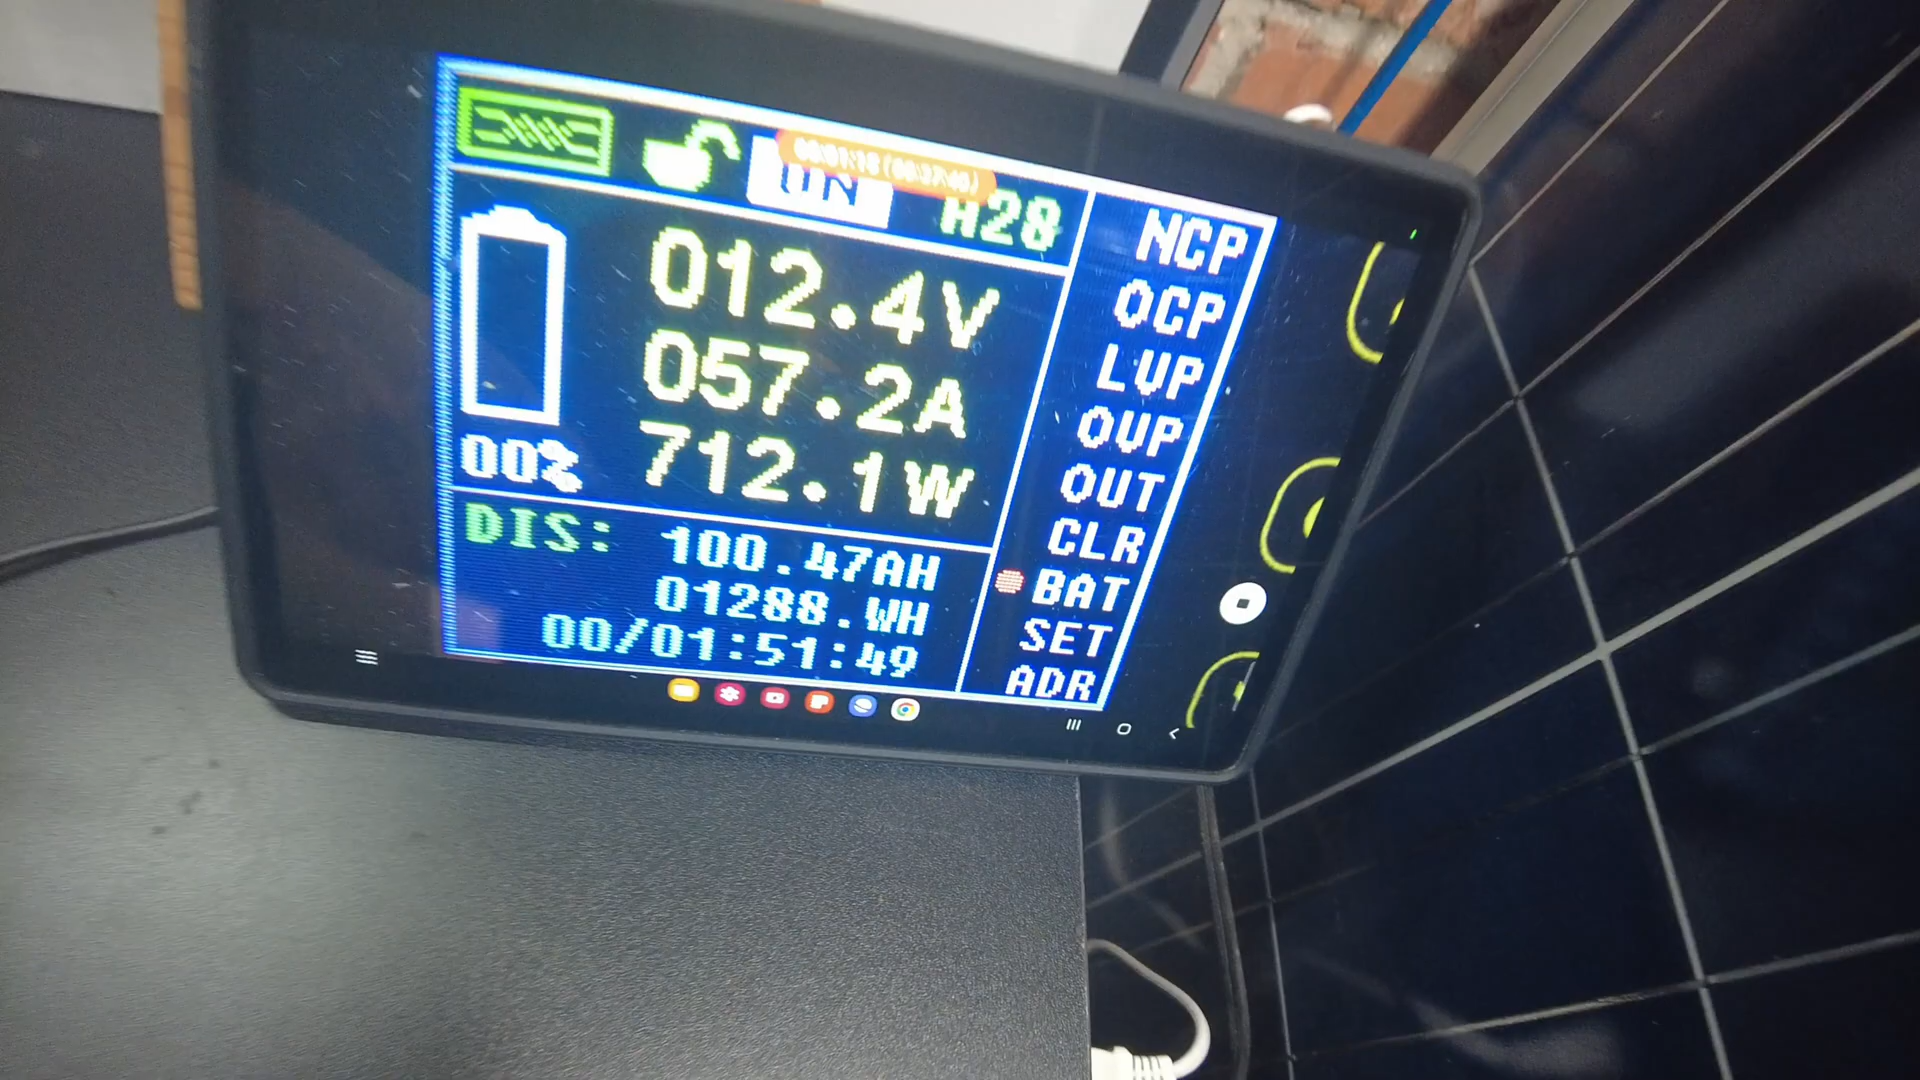 ON
H28
012.4V
057.2A
712.1W
00%
DIS: 100.47AH
01288.WH
00/01:51:49
NCP
OCP
LVP
OVP
OUT
CLR
BAT
SET
ADR